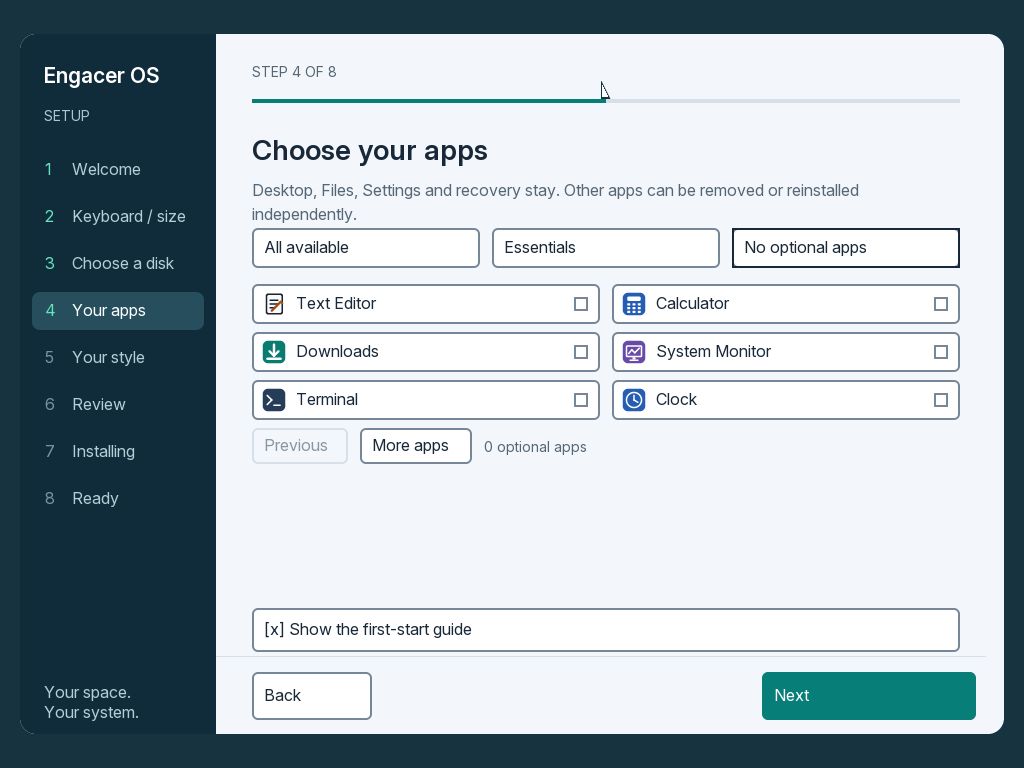 Engacer OS
SETUP
1 Welcome
2 Keyboard / size
3 Choose a disk
4 Your apps
5 Your style
6 Review
7 Installing
8 Ready
Your space.
Your system.
STEP 4 OF 8
Choose your apps
Desktop, Files, Settings and recovery stay. Other apps can be removed or reinstalled
independently.
All available
Essentials
No optional apps
Text Editor
Calculator
Downloads
System Monitor
Terminal
Clock
Previous
More apps
0 optional apps
[x] Show the first-start guide
Back
Next